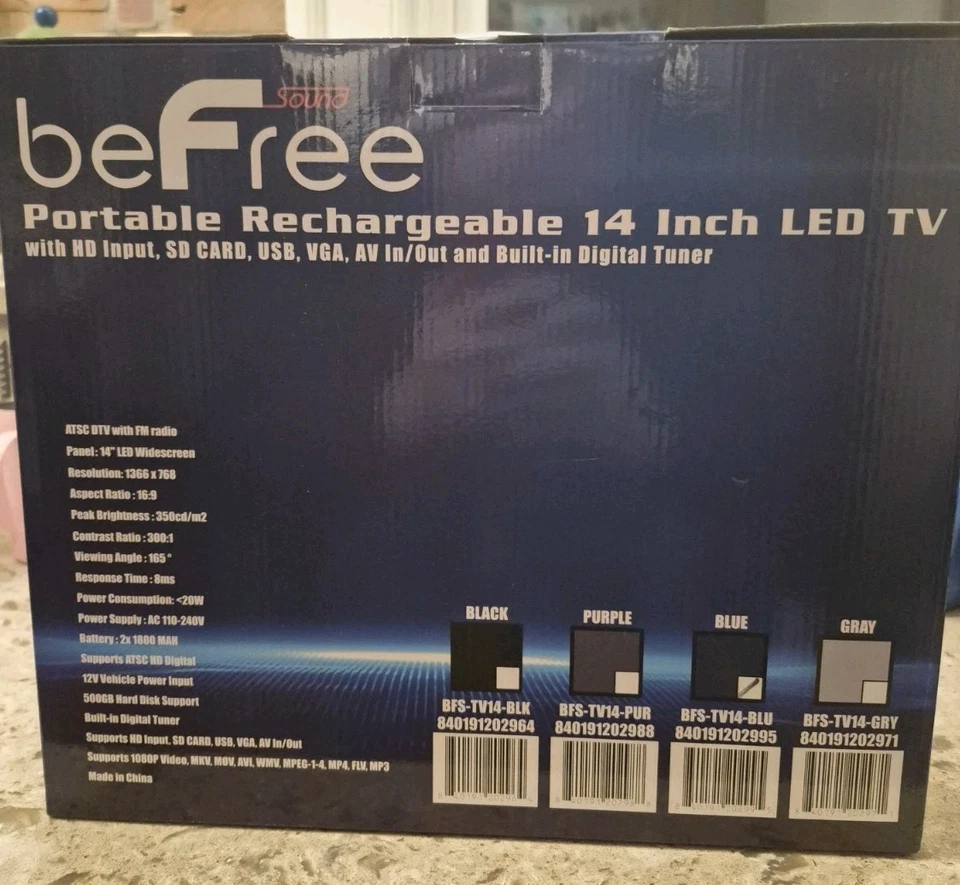 Sound
beFree
Portable Rechargeable 14 Inch LED TV
with HD Input, SD CARD, USB, VGA, AV In/Out and Built-in Digital Tuner
ATSC DTV with FM radio
Panel : 14" LED Widescreen
Resolution: 1366 x 768
Aspect Ratio : 16:9
Peak Brightness : 350cd/m2
Contrast Ratio : 300:1
Viewing Angle : 165°
Response Time : 8ms
Power Consumption: <20W
Power Supply : AC 110-240V
Battery : 2x 1800 MAH
Supports ATSC HD Digital
12V Vehicle Power Input
500GB Hard Disk Support
Built-in Digital Tuner
Supports HD Input, SD CARD, USB, VGA, AV In/Out
Supports 1080P Video, MKV, MOV, AVI, WMV, MPEG-1-4, MP4, FLV, MP3
Made in China
BLACK
BFS-TV14-BLK
840191202964
PURPLE
BFS-TV14-PUR
840191202988
BLUE
BFS-TV14-BLU
840191202995
GRAY
BFS-TV14-GRY
840191202971